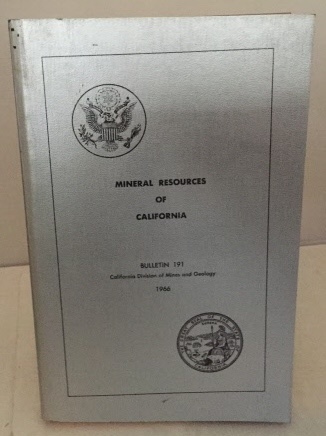 MINERAL RESOURCES
OF
CALIFORNIA
BULLETIN 191
California Division of Mines and Geology
1966